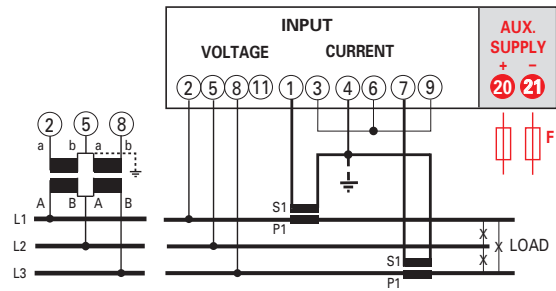 INPUT
VOLTAGE CURRENT
AUX.
SUPPLY
+ −
2 5 8 11 1 3 4 6 7 9
20 21
F
2 5 8
a b a b
A B A B
L1
L2
L3
S1
P1
S1
P1
X
X X
LOAD